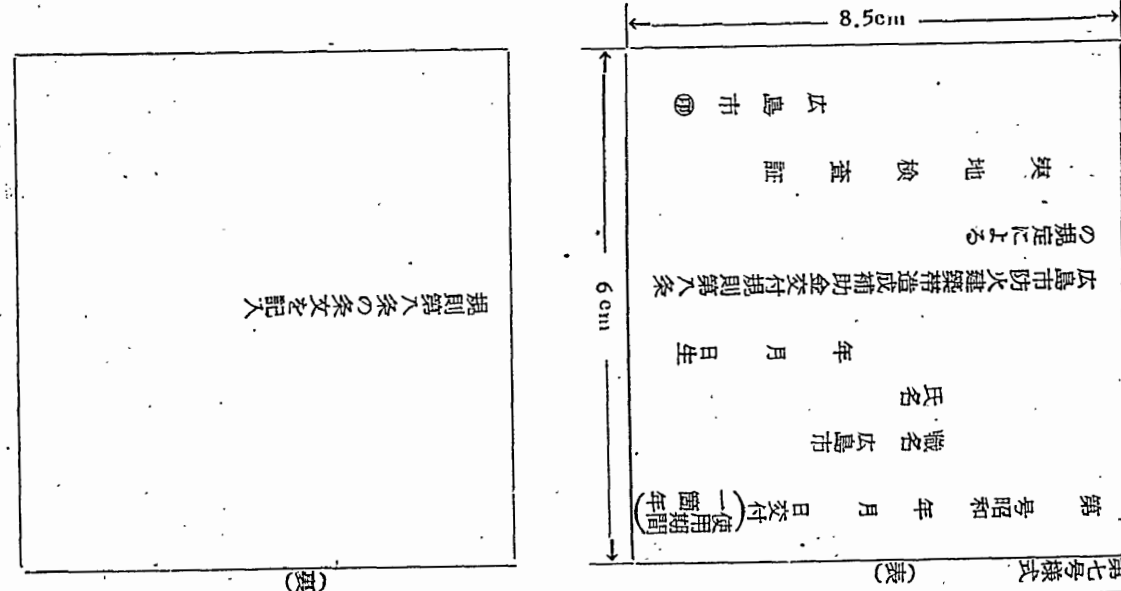 第七号様式 (表)
第 号昭和 年 月 日交付(使用期間 一箇年)
職名 広島市
氏名
年 月 日生
広島市防火建築帯造成補助金交付規則第八条
の規定による
実地検査証
広島市 ㊞
8.5cm
6cm
(裏)
規則第八条の条文を記入